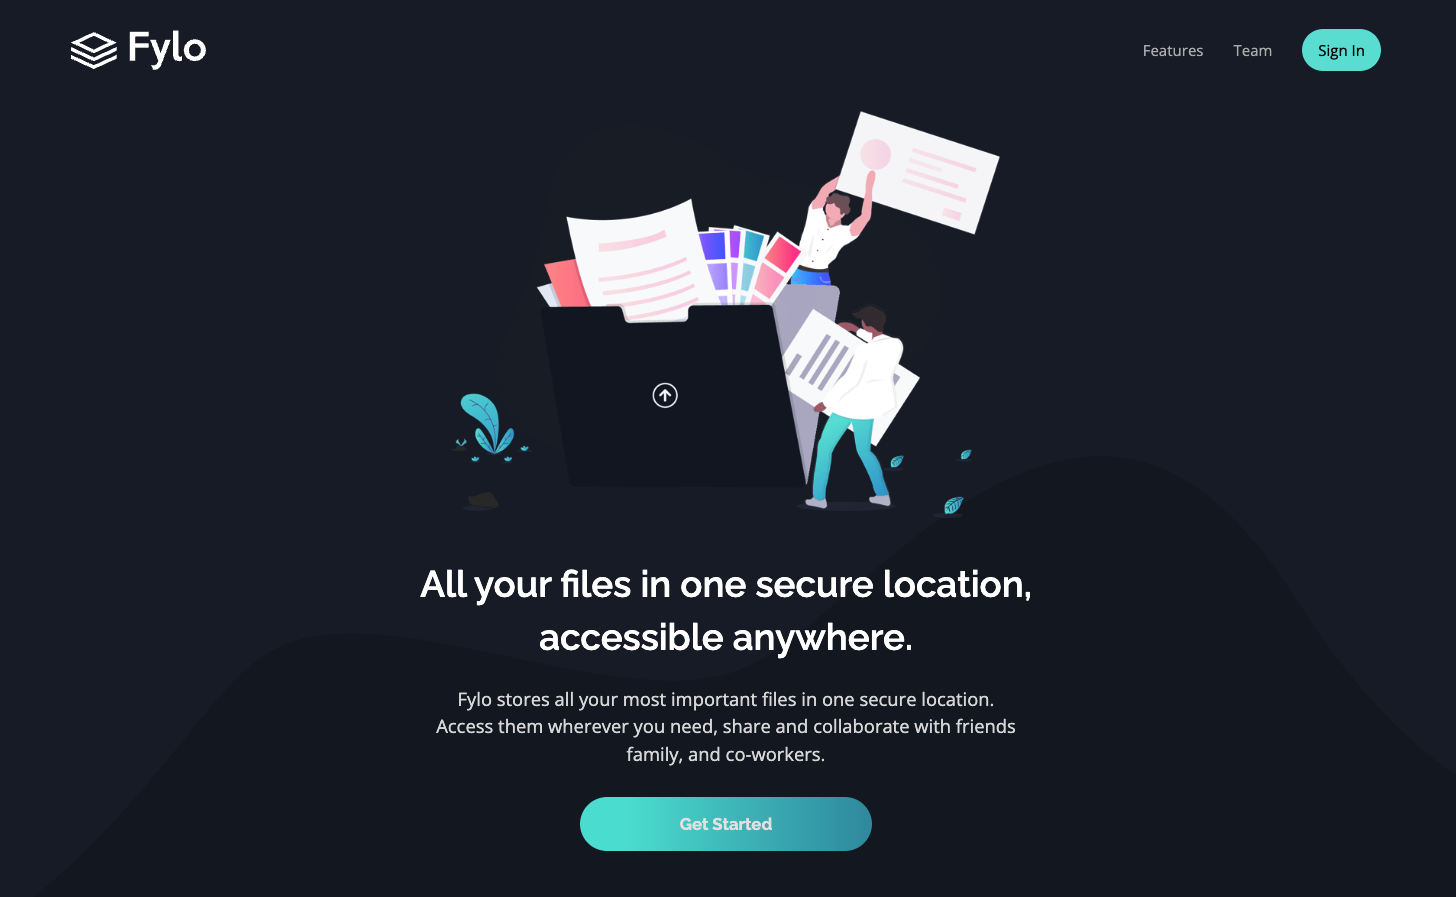 Fylo
Features
Team
Sign In
All your files in one secure location,
accessible anywhere.
Fylo stores all your most important files in one secure location.
Access them wherever you need, share and collaborate with friends
family, and co-workers.
Get Started